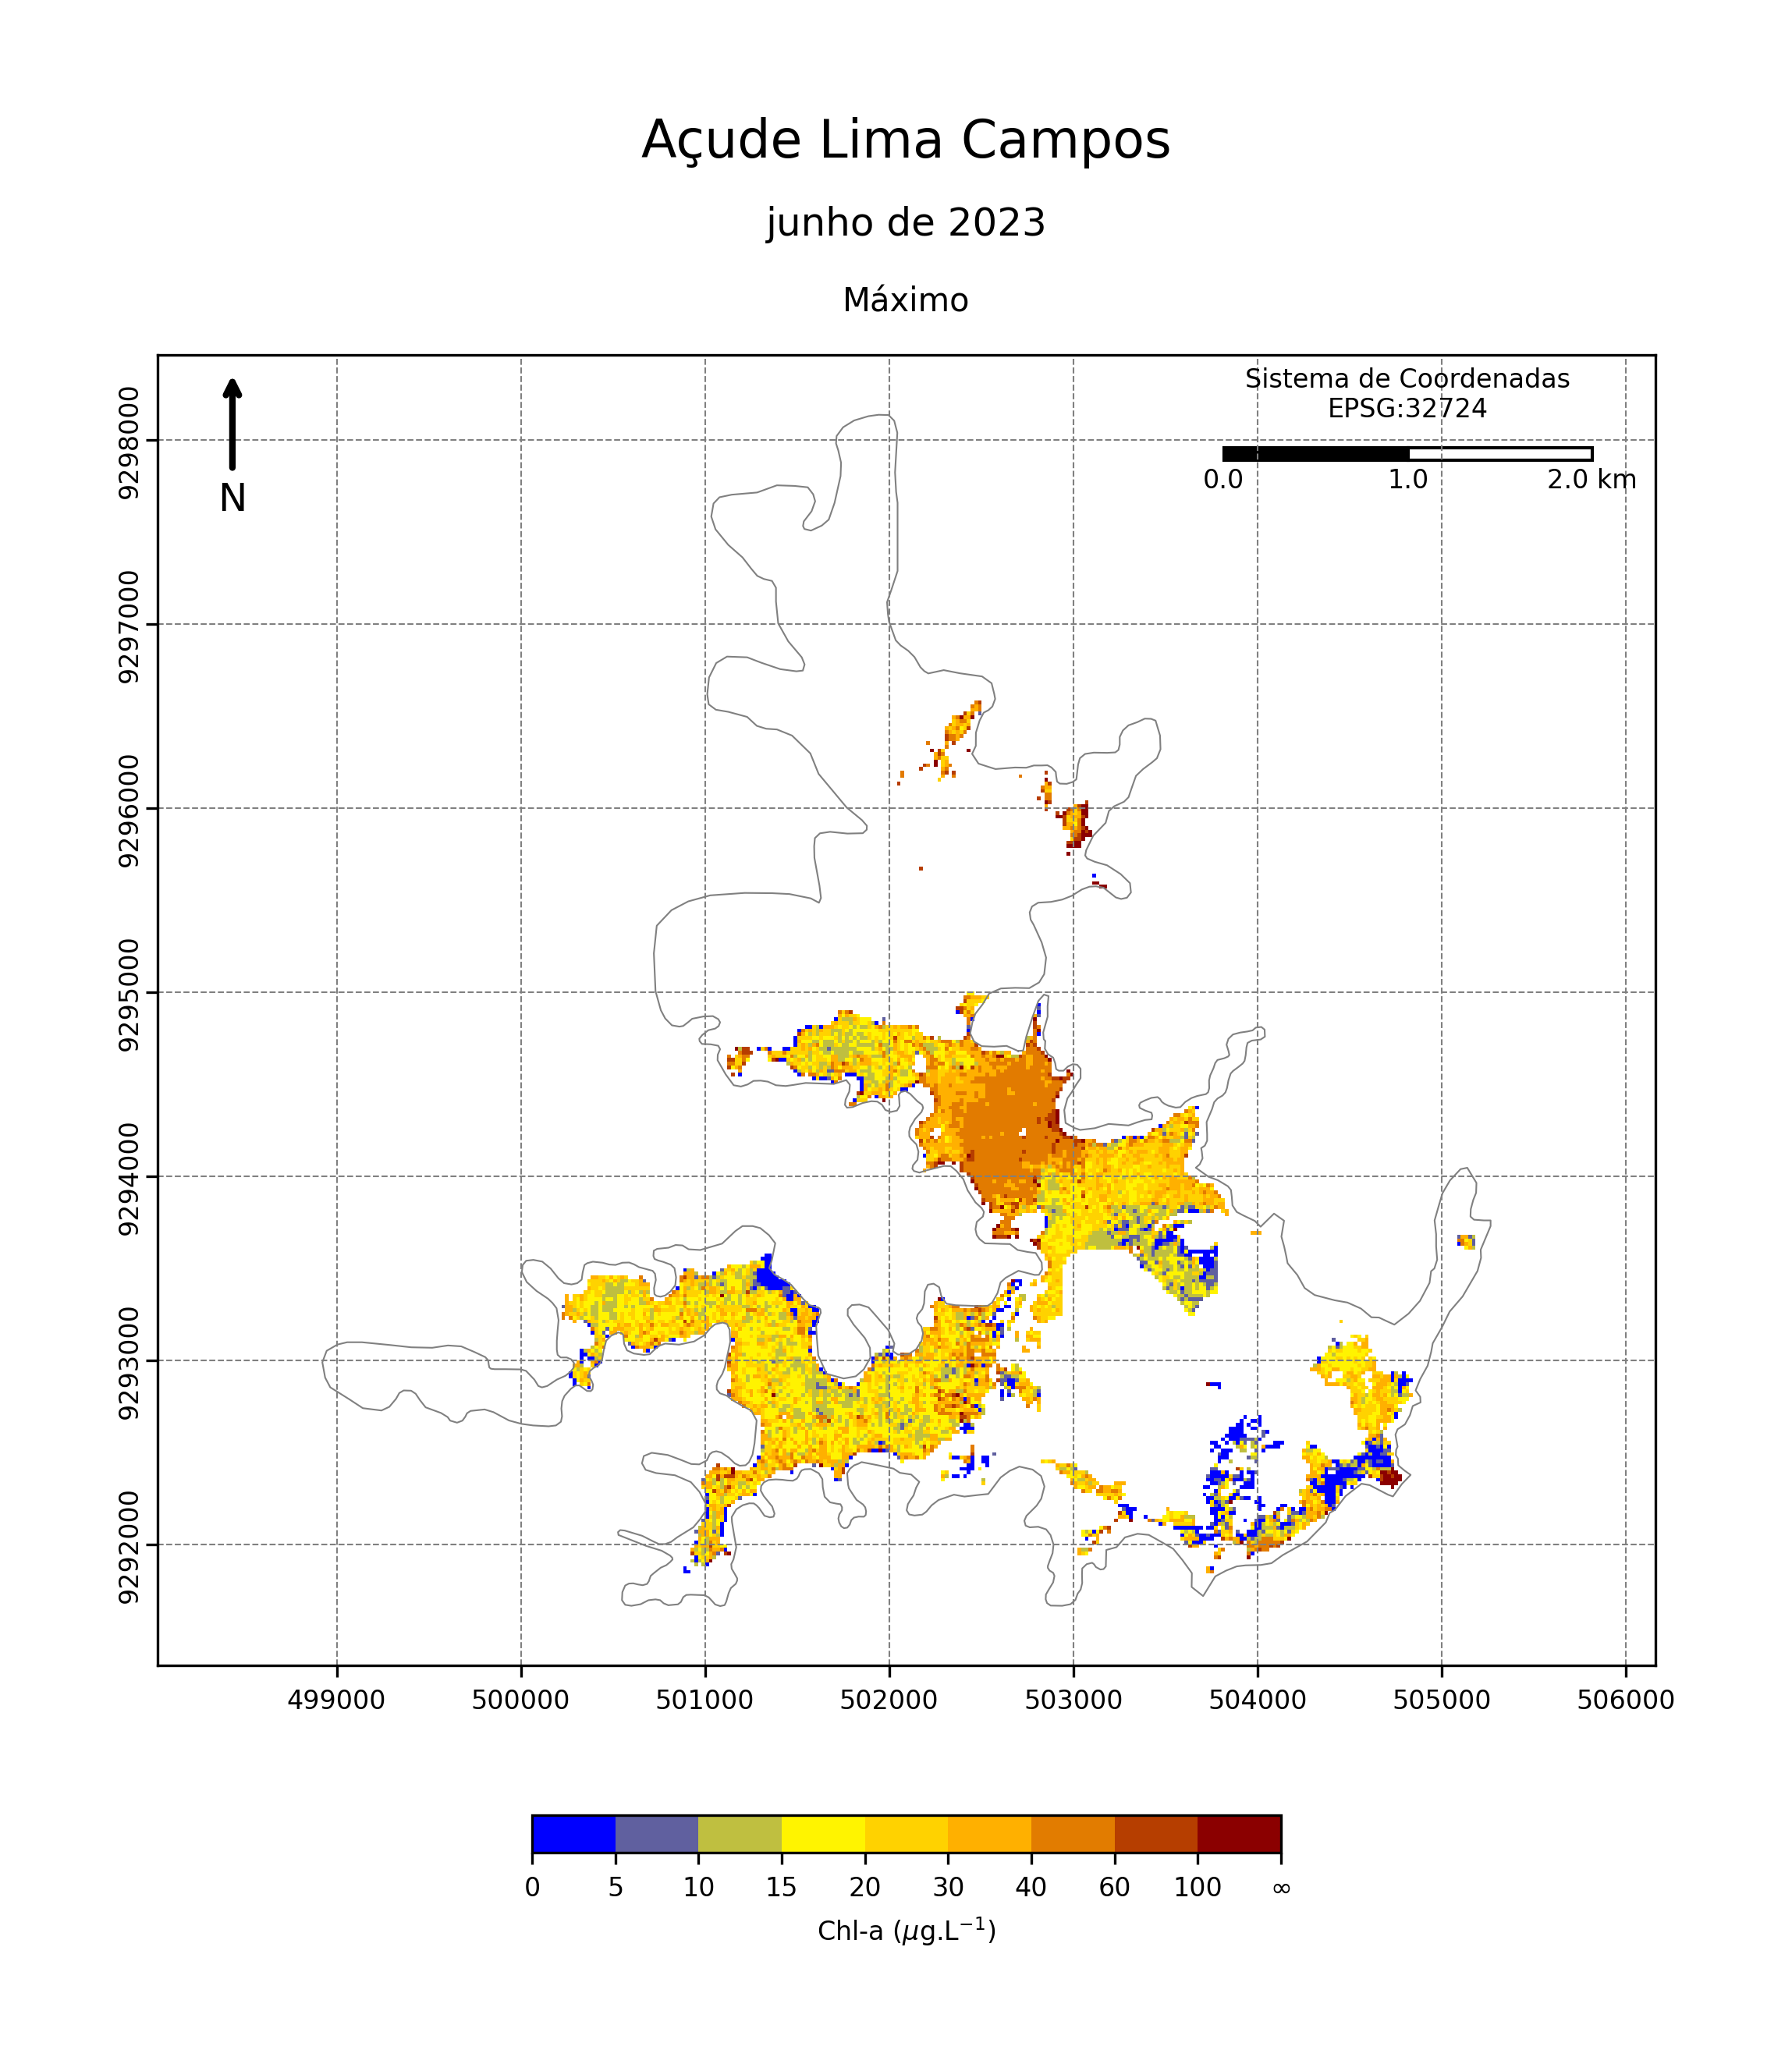 Açude Lima Campos
junho de 2023
Máximo
Sistema de Coordenadas
EPSG:32724
0.0 1.0 2.0 km
N
9298000
9297000
9296000
9295000
9294000
9293000
9292000
499000 500000 501000 502000 503000 504000 505000 506000
0 5 10 15 20 30 40 60 100 ∞
Chl-a (μg.L⁻¹)